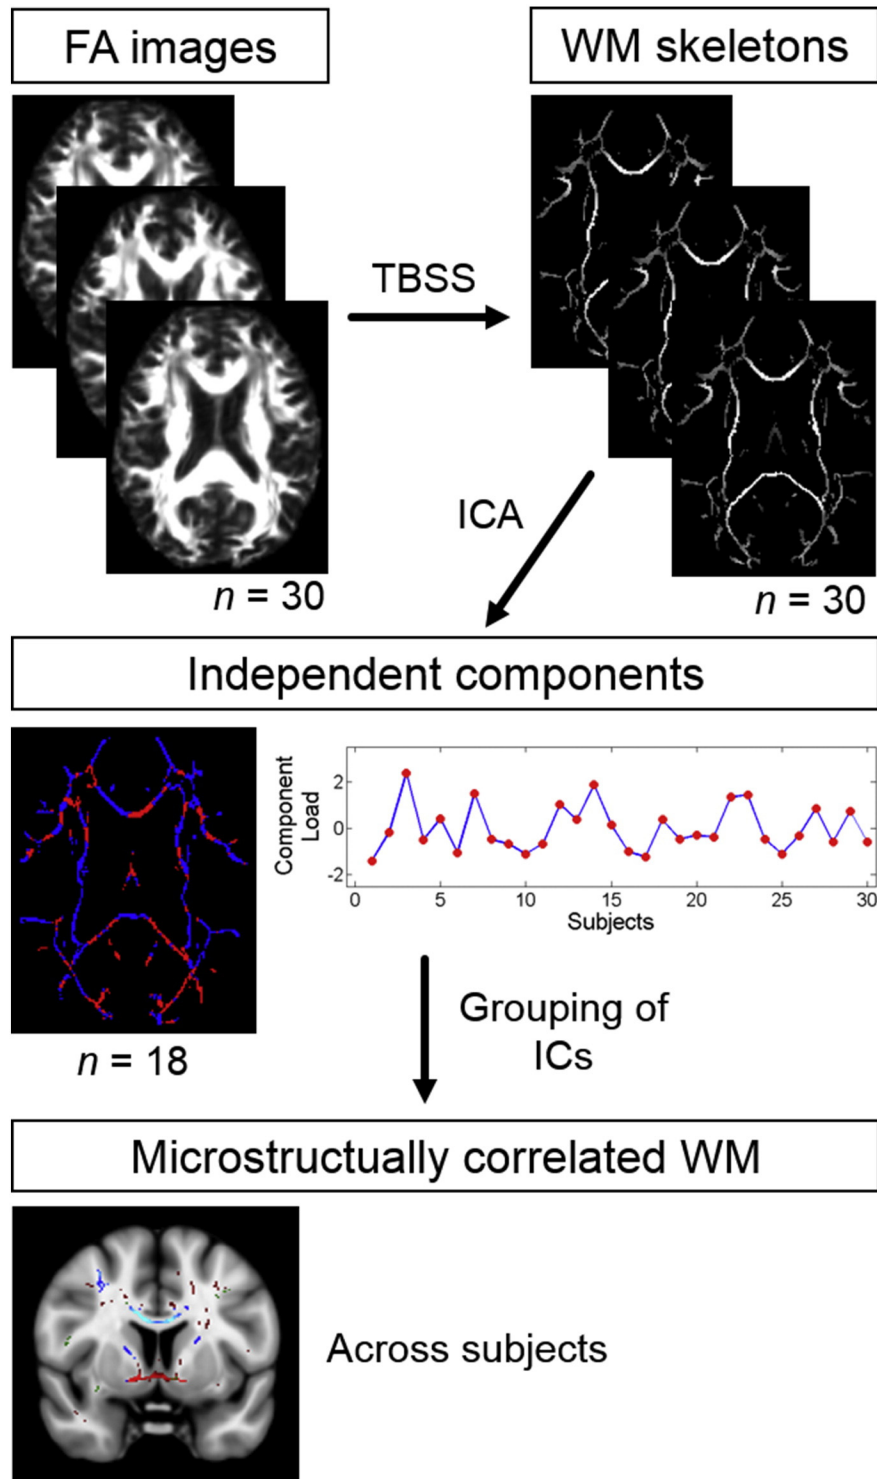 FA images
WM skeletons
TBSS
ICA
n = 30
n = 30
Independent components
Component
Load
2
0
-2
0 5 10 15 20 25 30
Subjects
n = 18
Grouping of
ICs
Microstructually correlated WM
Across subjects